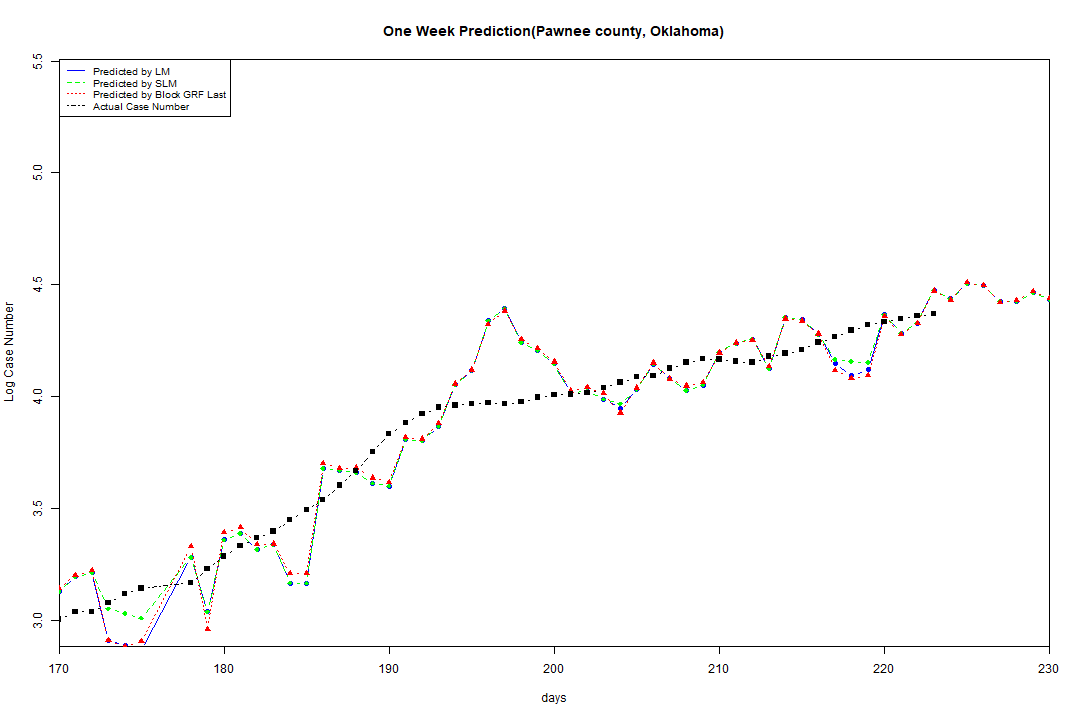 One Week Prediction(Pawnee county, Oklahoma)
Predicted by LM
Predicted by SLM
Predicted by Block GRF Last
Actual Case Number
5.5
5.0
4.5
4.0
3.5
3.0
Log Case Number
170 180 190 200 210 220 230
days